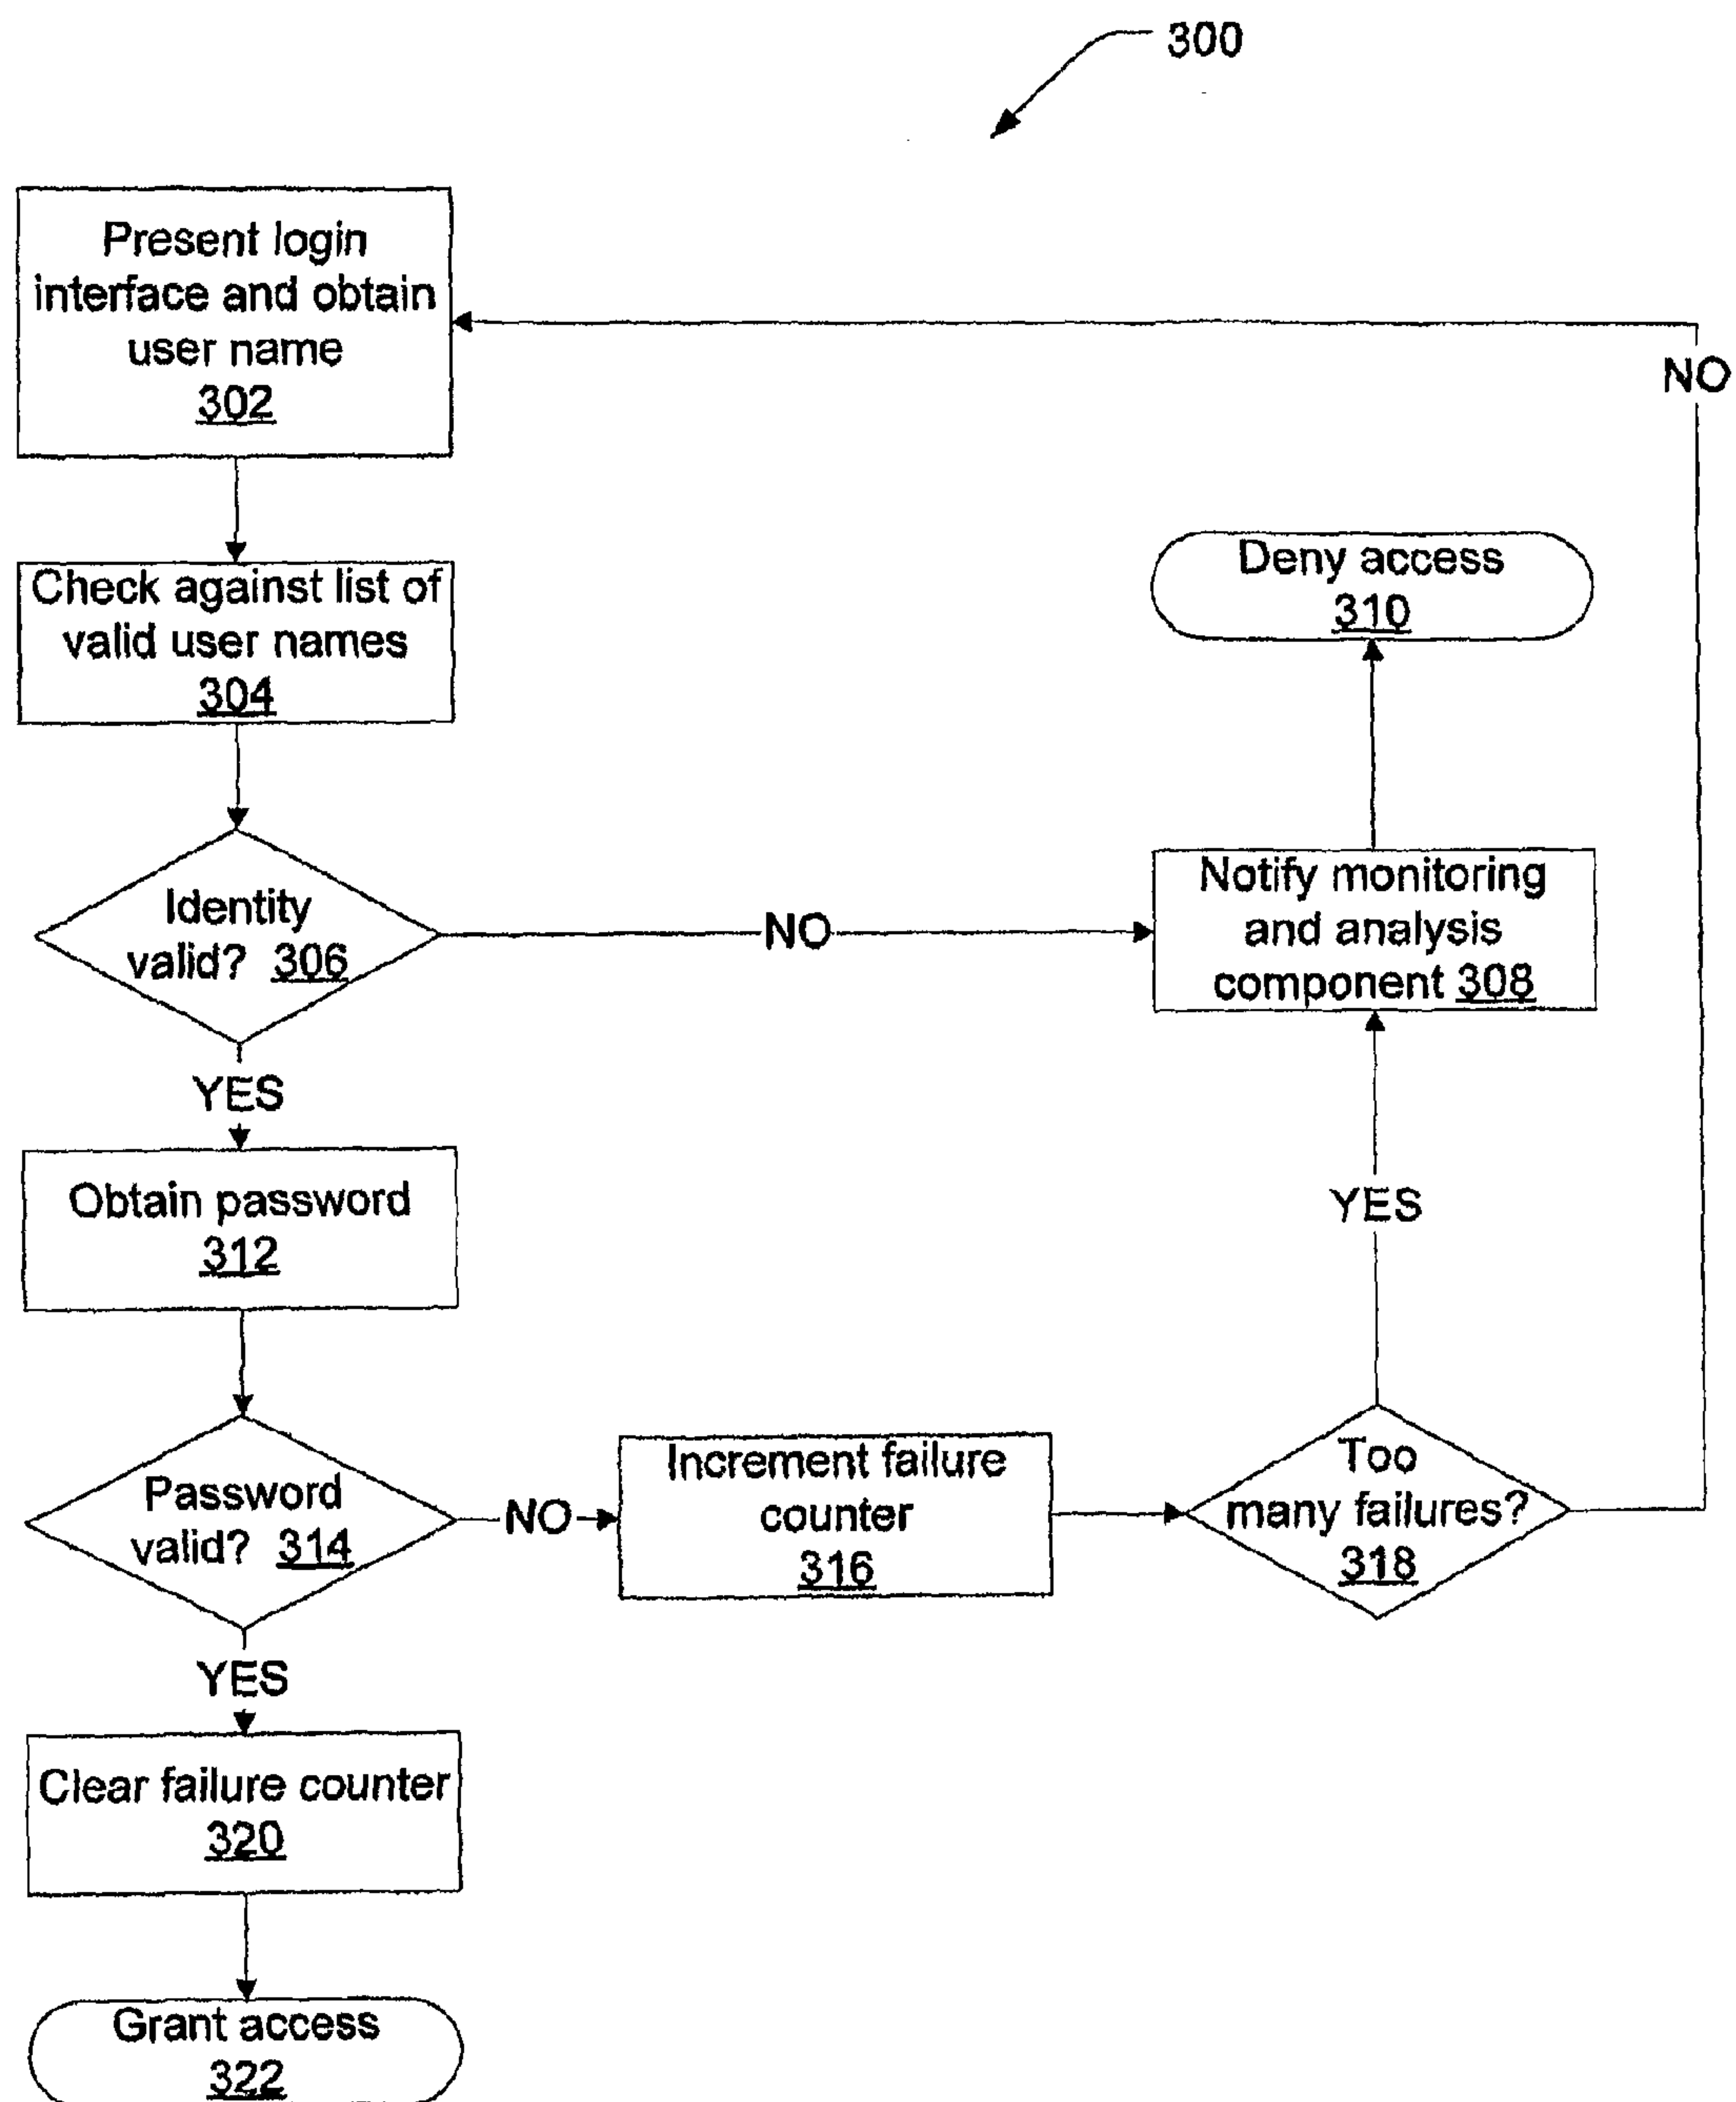 300
Present login
interface and obtain
user name
302
NO
Check against list of
valid user names
304
Deny access
310
Identity
valid? 306
NO
Notify monitoring
and analysis
component 308
YES
Obtain password
312
YES
Password
valid? 314
NO
Increment failure
counter
316
Too
many failures?
318
YES
Clear failure counter
320
Grant access
322